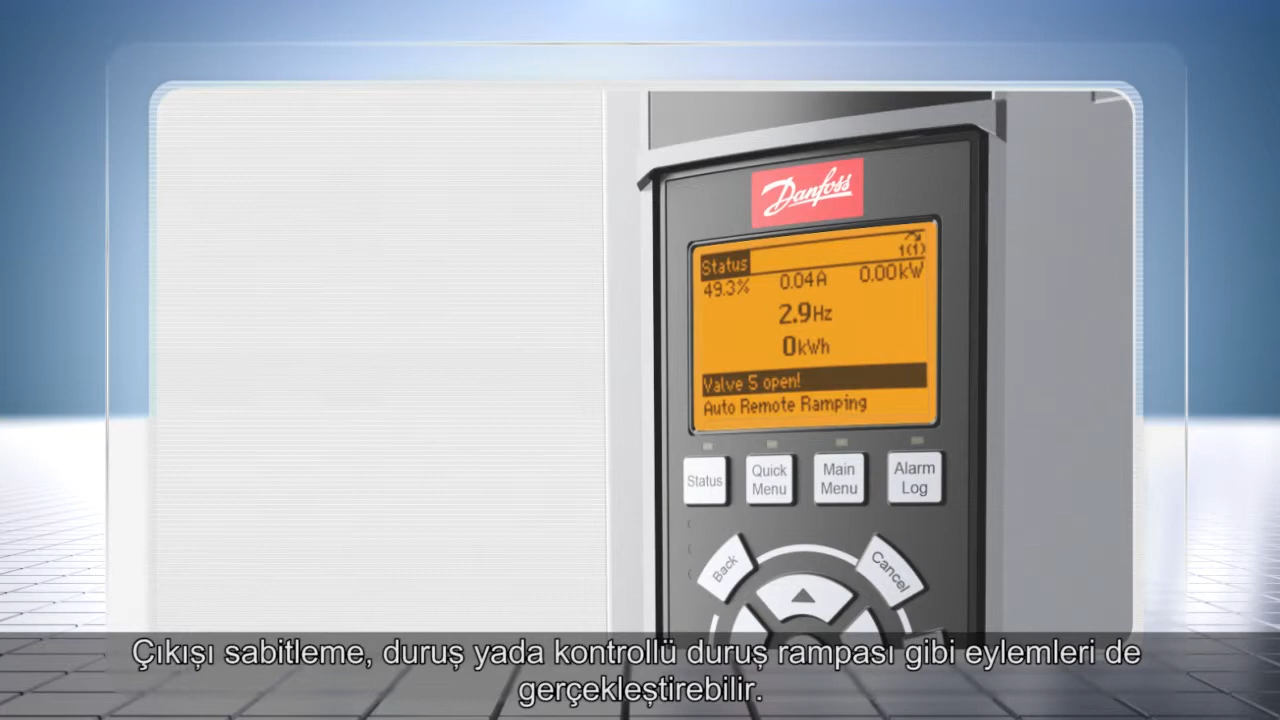 Danfoss
Status
1(1)
49.3% 0.04A 0.00kW
2.9Hz
0kWh
Valve 5 open!
Auto Remote Ramping
Status
Quick Menu
Main Menu
Alarm Log
Back
Cancel
Çıkışı sabitleme, duruş yada kontrollü duruş rampası gibi eylemleri de
gerçekleştirebilir.